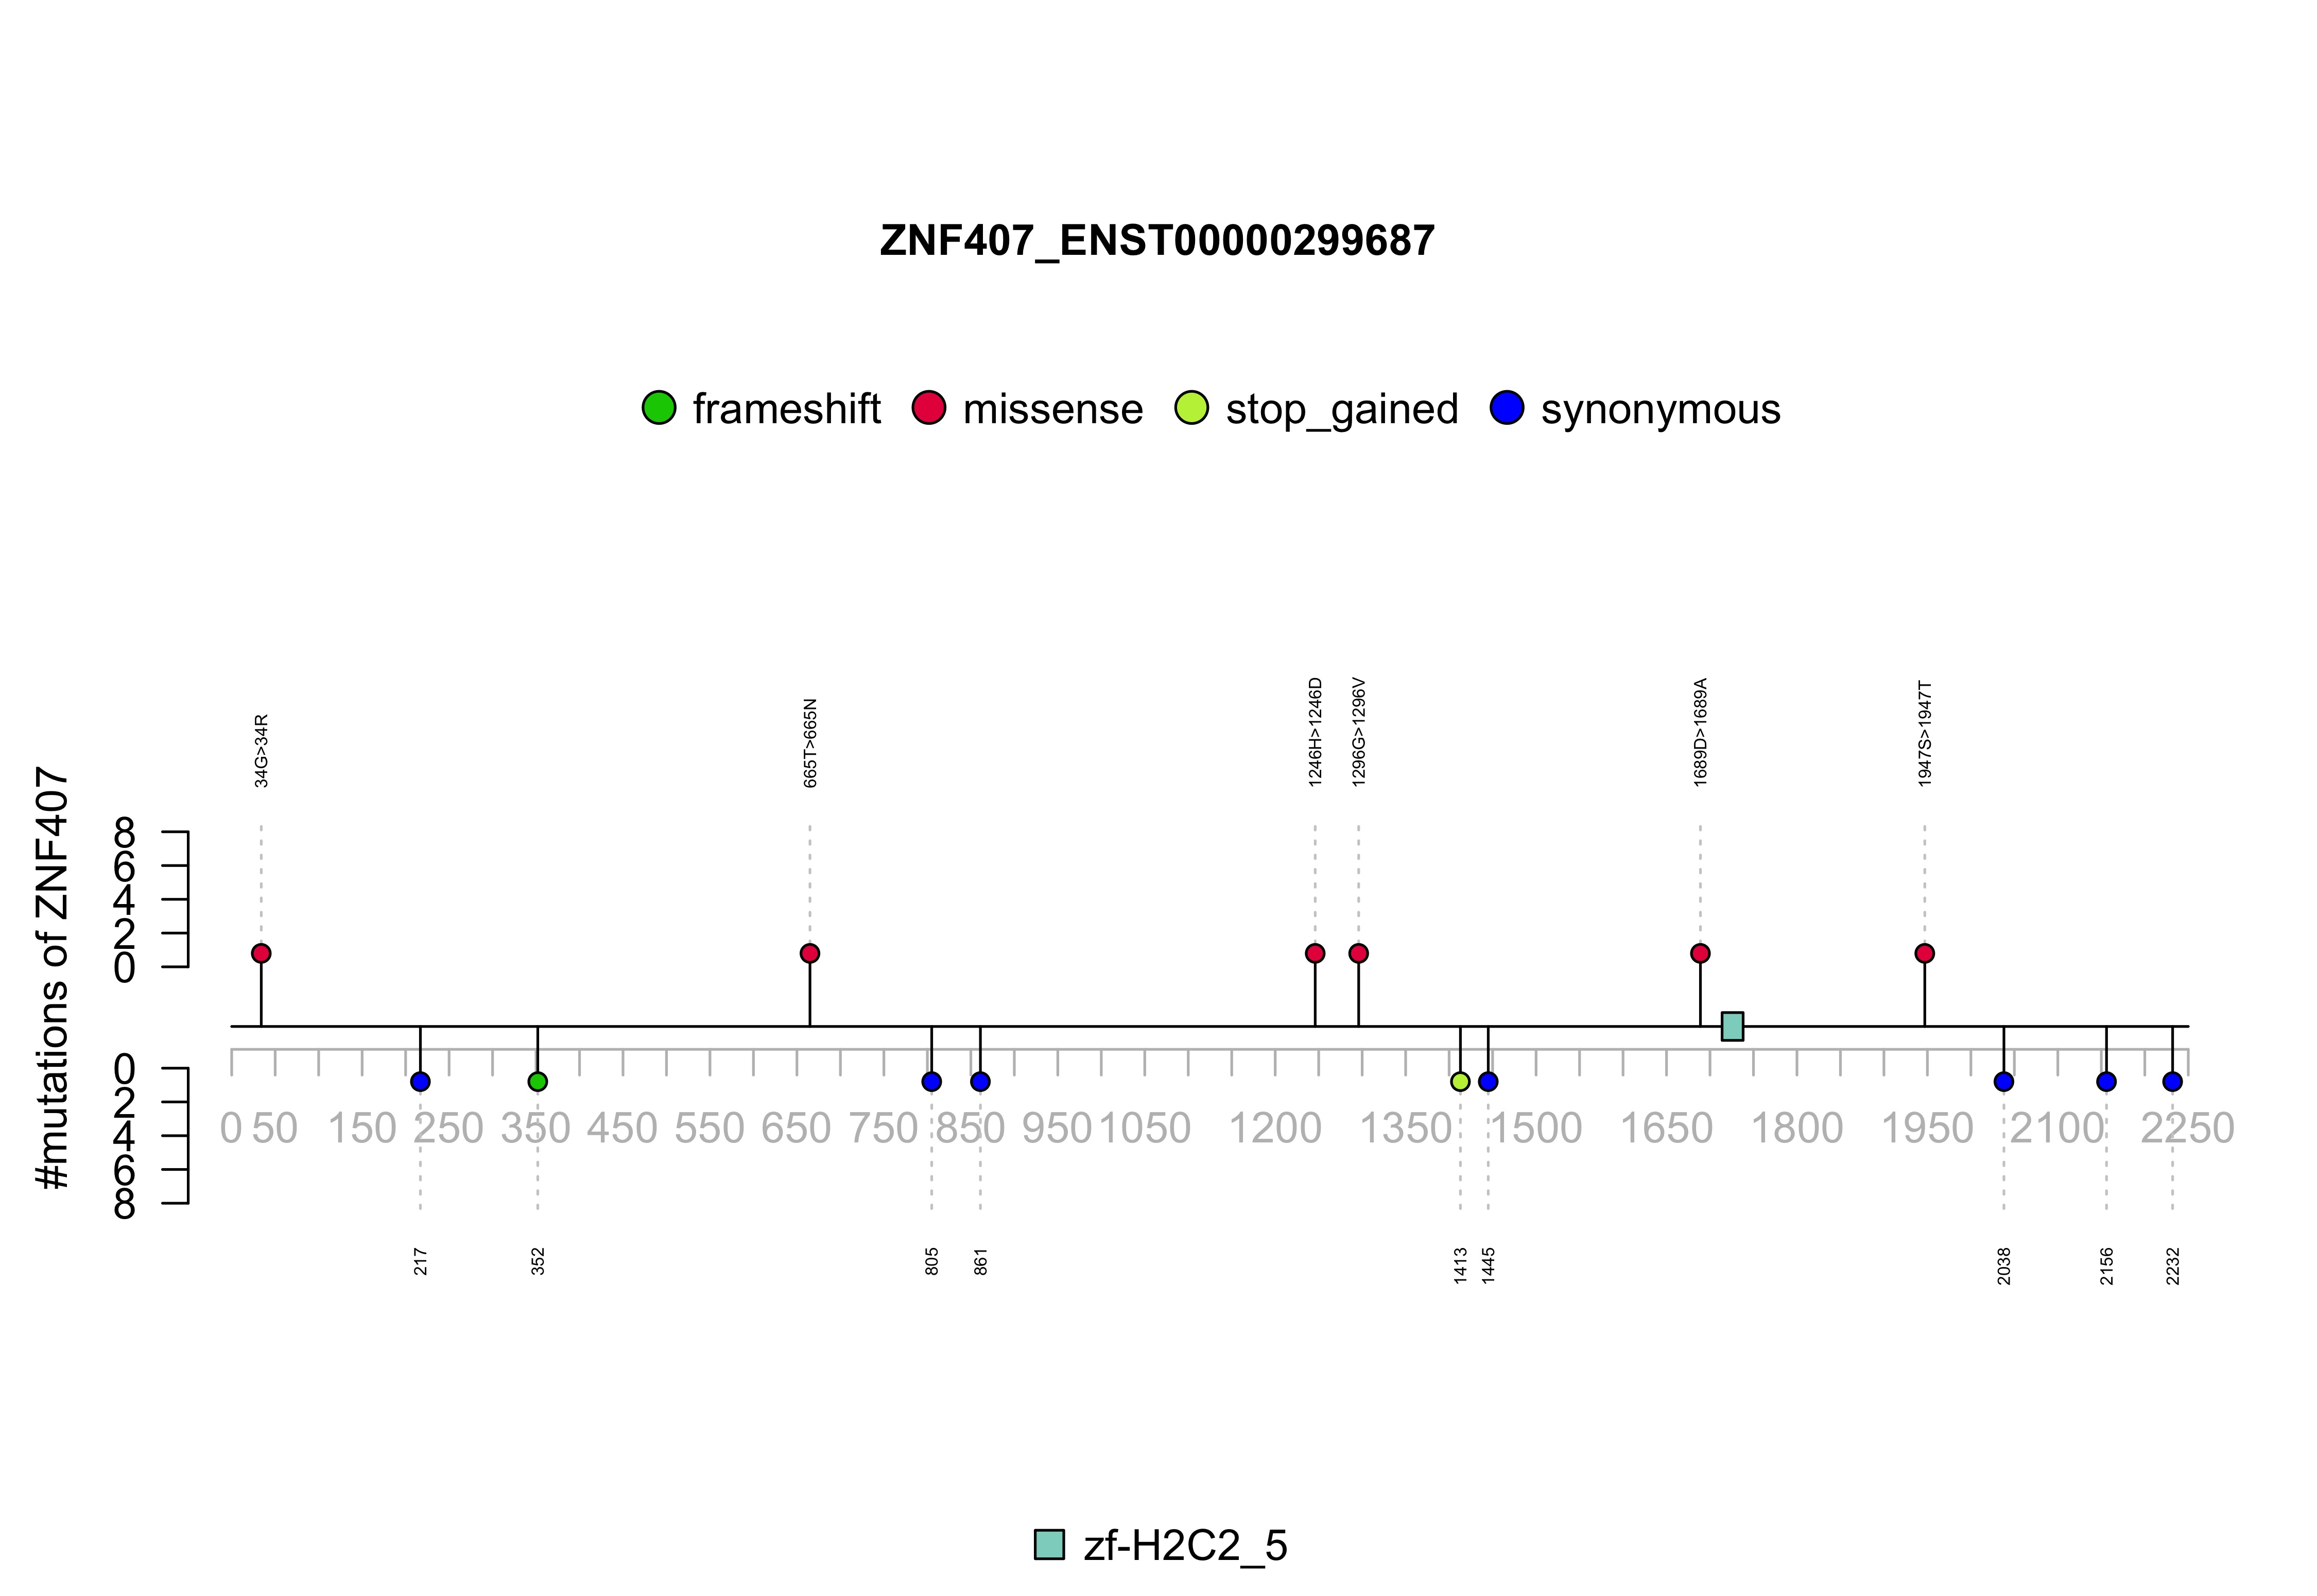 ZNF407_ENST00000299687
frameshift missense stop_gained synonymous
34G>34R 665T>665N 1246H>1246D 1296G>1296V 1689D>1689A 1947S>1947T
#mutations of ZNF407
8
6
4
2
0
0
2
4
6
8
0 50 150 250 350 450 550 650 750 850 950 1050 1200 1350 1500 1650 1800 1950 2100 2250
217 352 805 861 1413 1445 2038 2156 2232
zf-H2C2_5